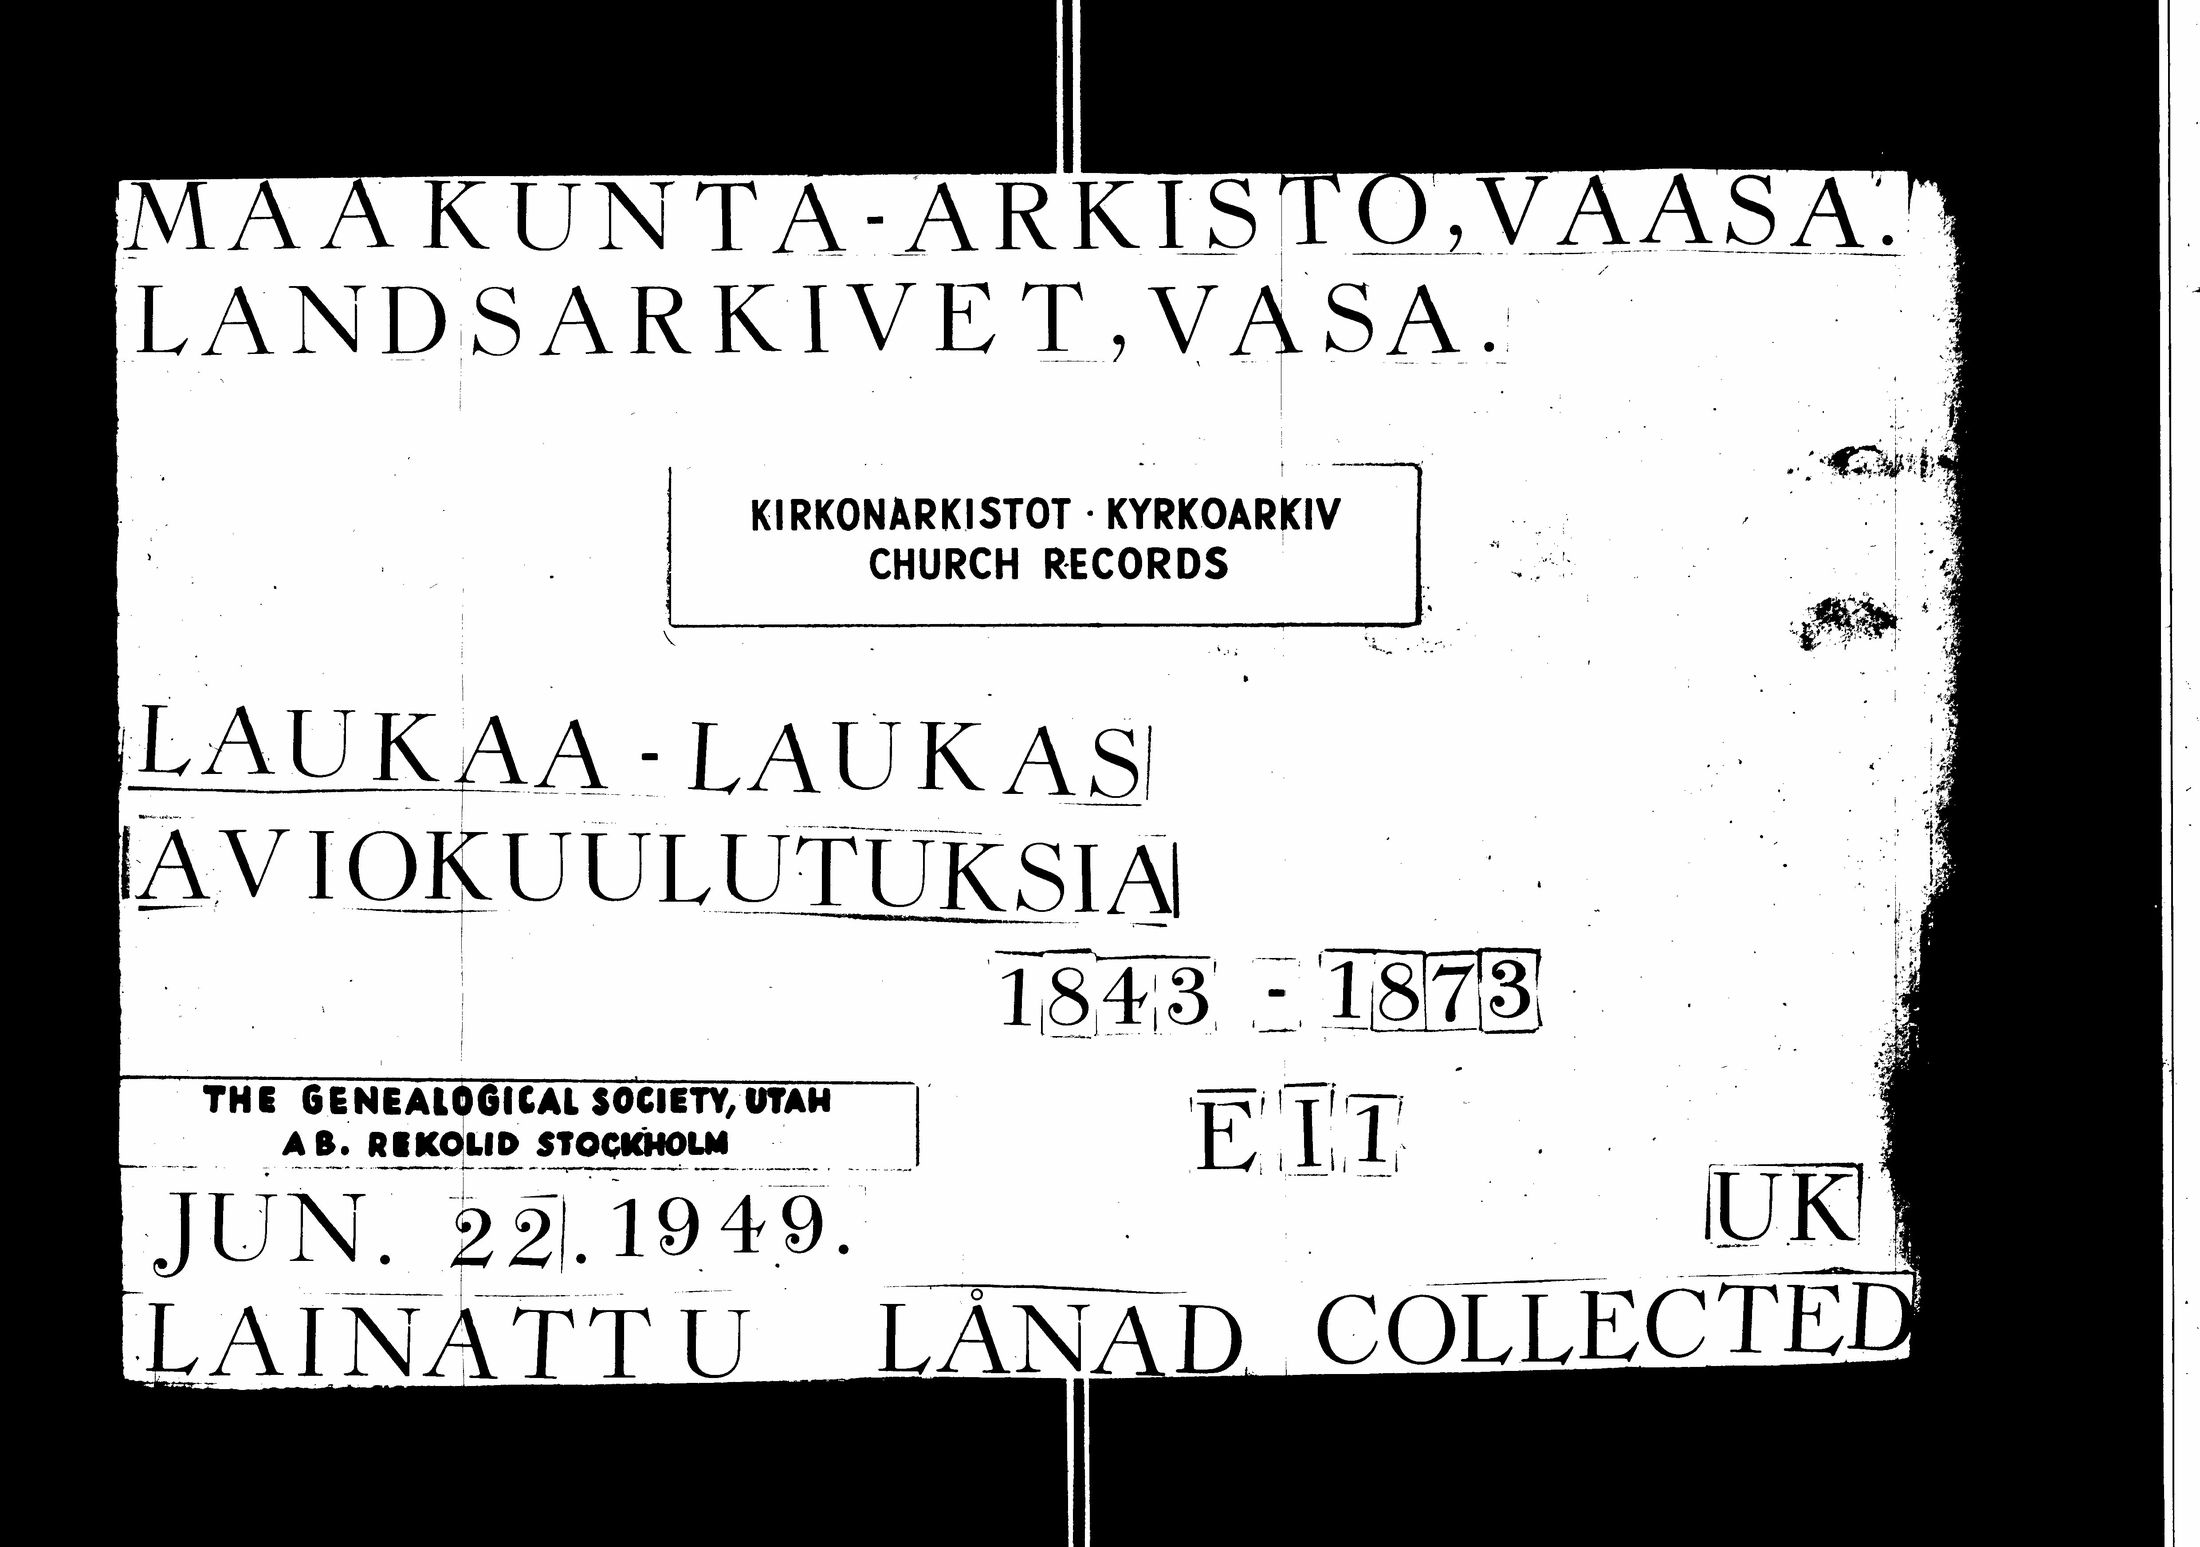 MAAKUNTA-ARKISTO, VAASA.
LANDSARKIVET, VASA.
KIRKONARKISTOT · KYRKOARKIV
CHURCH RECORDS
LAUKAA - LAUKAS
AVIOKUULUTUKSIA
1843 - 1873
THE GENEALOGICAL SOCIETY, UTAH
AB. REKOLID STOCKHOLM
E I 1
UK
JUN. 22. 1949.
LAINATTU LÅNAD COLLECTED